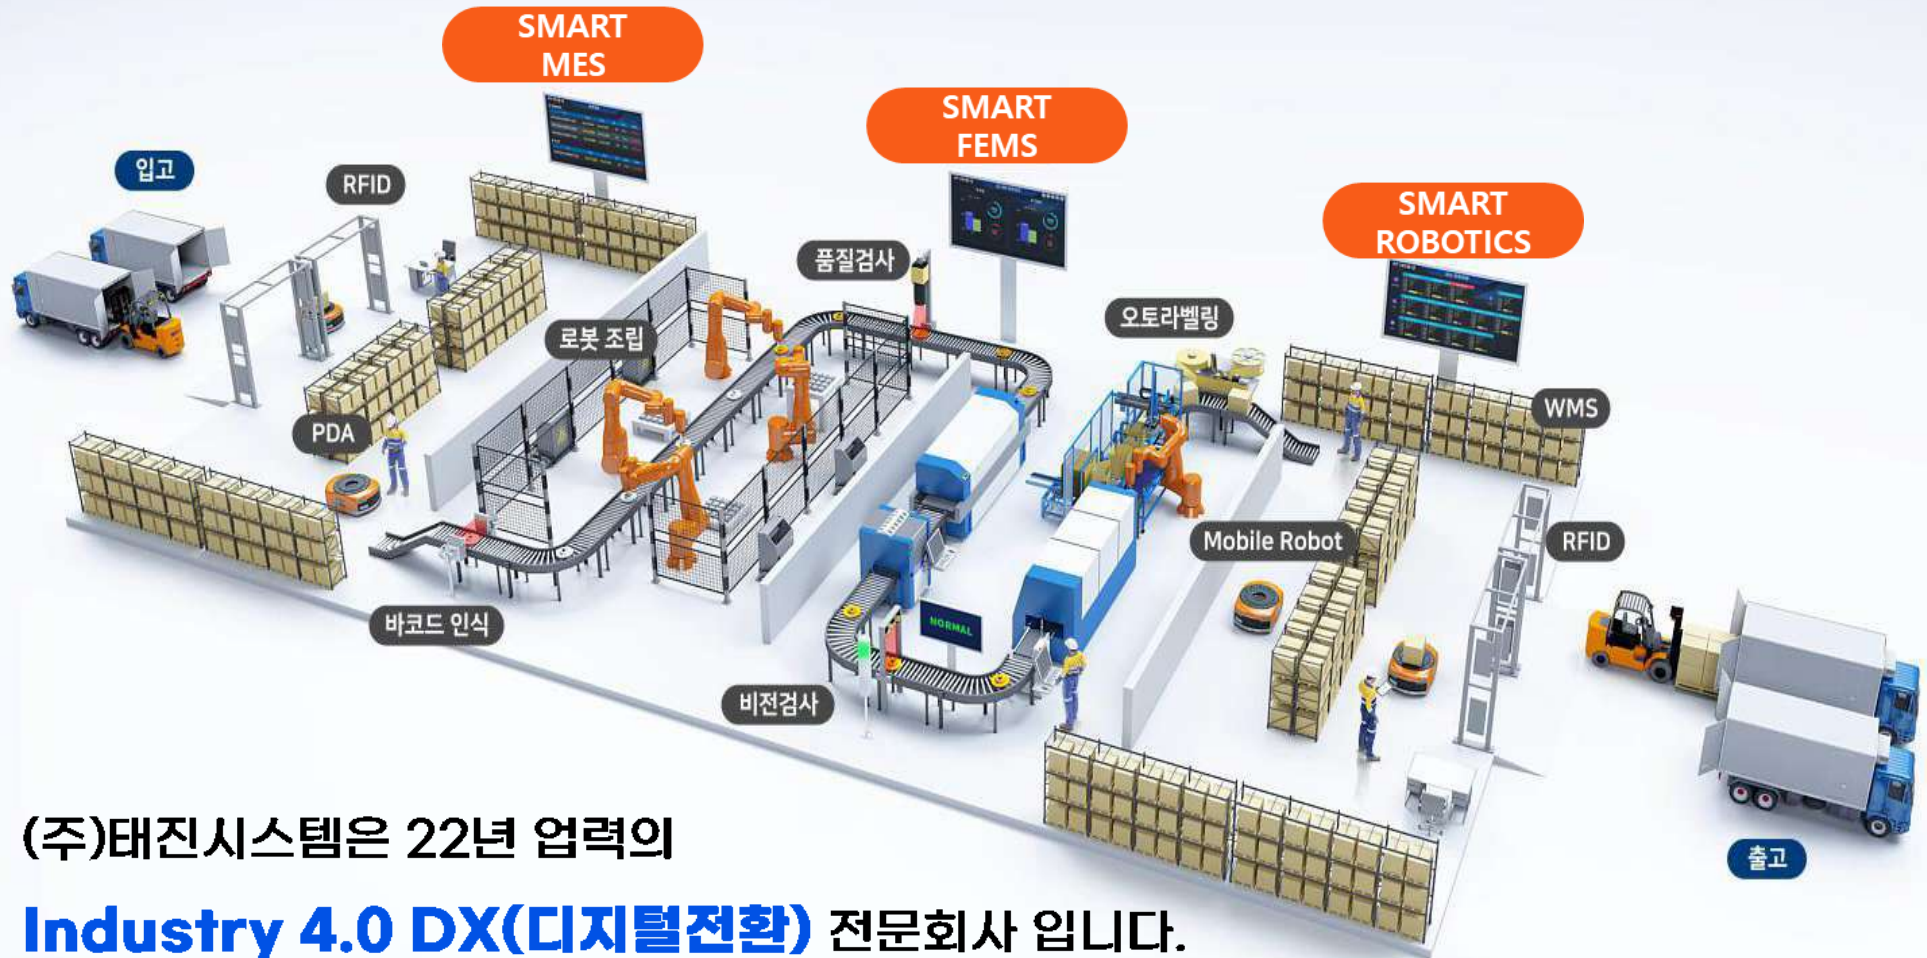 SMART
MES
SMART
FEMS
SMART
ROBOTICS
입고
RFID
품질검사
오토라벨링
로봇 조립
WMS
PDA
Mobile Robot
RFID
바코드 인식
NORMAL
비전검사
출고
(주)태진시스템은 22년 업력의
Industry 4.0 DX(디지털전환) 전문회사 입니다.